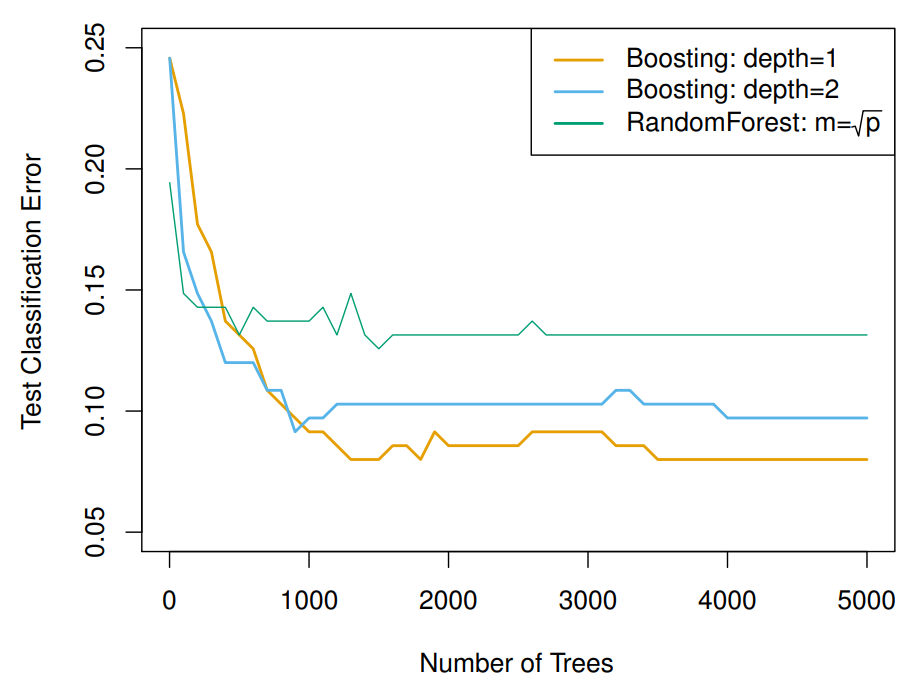 Boosting: depth=1
Boosting: depth=2
RandomForest: m=√p
0.25
0.20
0.15
0.10
0.05
Test Classification Error
0 1000 2000 3000 4000 5000
Number of Trees